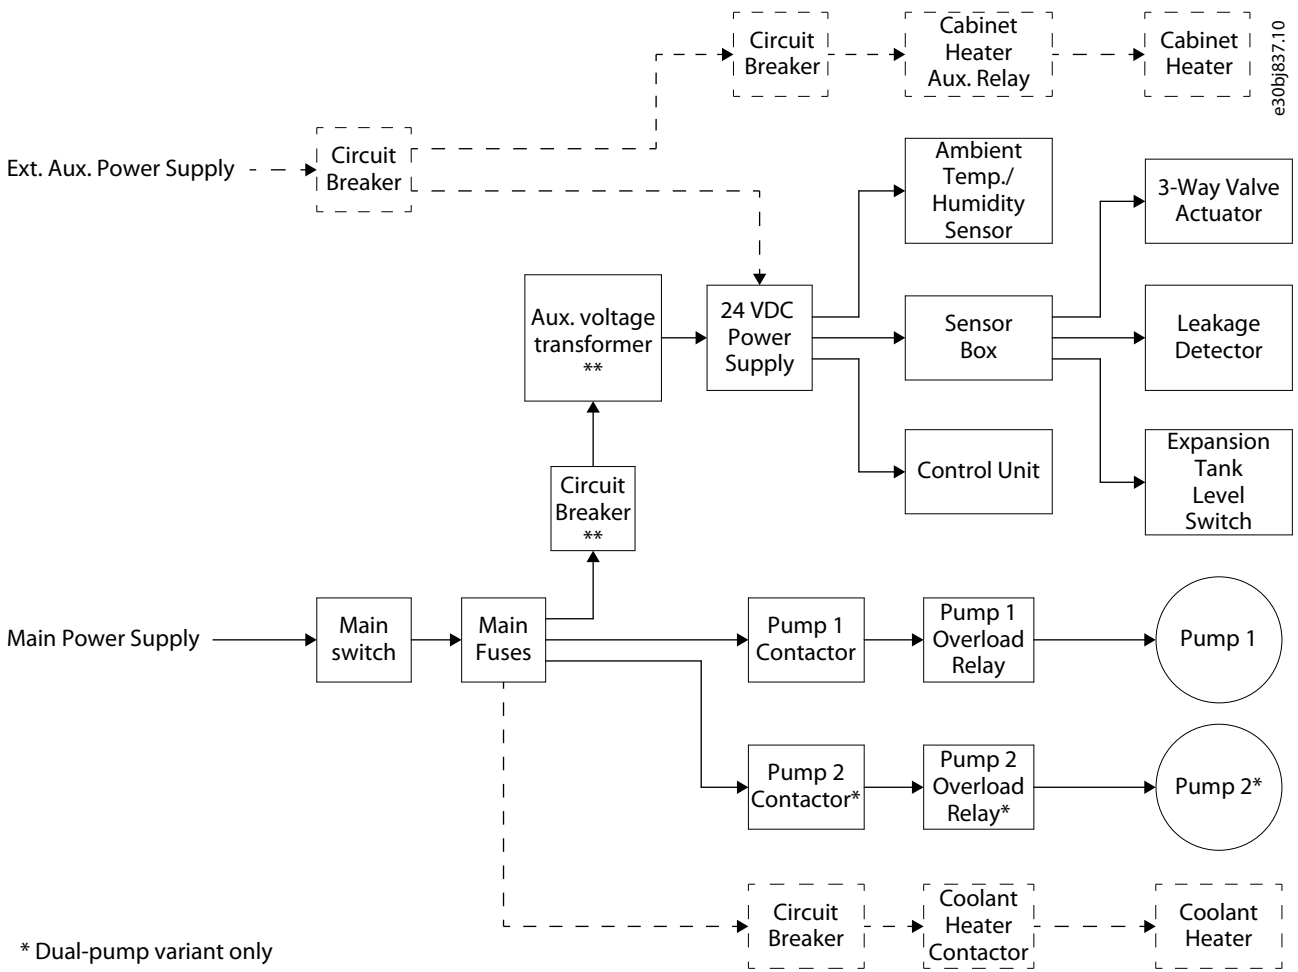 Circuit
Breaker
Cabinet
Heater
Aux. Relay
Cabinet
Heater
e30bj837.10
Ext. Aux. Power Supply
Circuit
Breaker
Ambient
Temp./
Humidity
Sensor
3-Way Valve
Actuator
Aux. voltage
transformer
**
24 VDC
Power
Supply
Sensor
Box
Leakage
Detector
Circuit
Breaker
**
Control Unit
Expansion
Tank
Level
Switch
Main Power Supply
Main
switch
Main
Fuses
Pump 1
Contactor
Pump 1
Overload
Relay
Pump 1
Pump 2
Contactor*
Pump 2
Overload
Relay*
Pump 2*
Circuit
Breaker
Coolant
Heater
Contactor
Coolant
Heater
* Dual-pump variant only